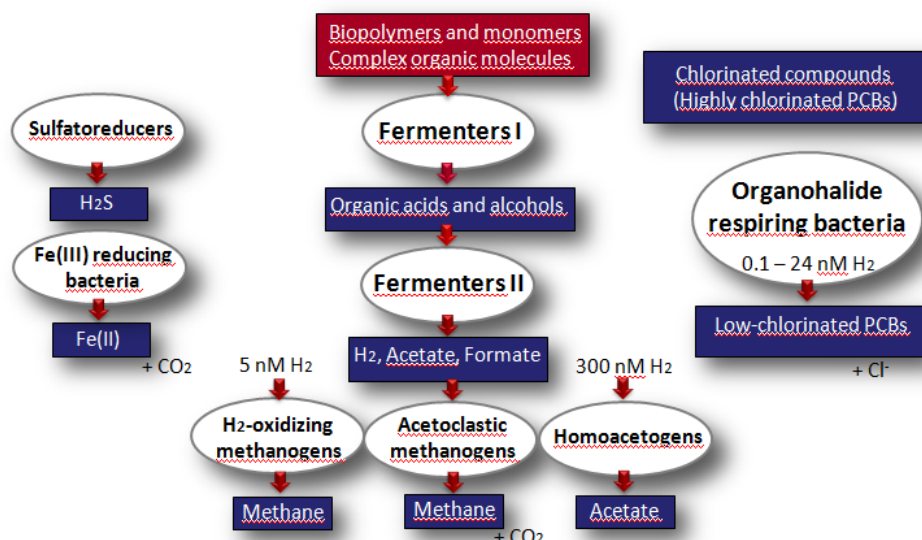 Biopolymers and monomers
Complex organic molecules
Chlorinated compounds
(Highly chlorinated PCBs)
Sulfatoreducers
Fermenters I
H2S
Organic acids and alcohols
Organohalide
respiring bacteria
0.1 – 24 nM H2
Fe(III) reducing
bacteria
Fermenters II
Fe(II)
+ CO2
Low-chlorinated PCBs
+ Cl-
H2, Acetate, Formate
5 nM H2
300 nM H2
H2-oxidizing
methanogens
Acetoclastic
methanogens
Homoacetogens
Methane
Methane
+ CO2
Acetate